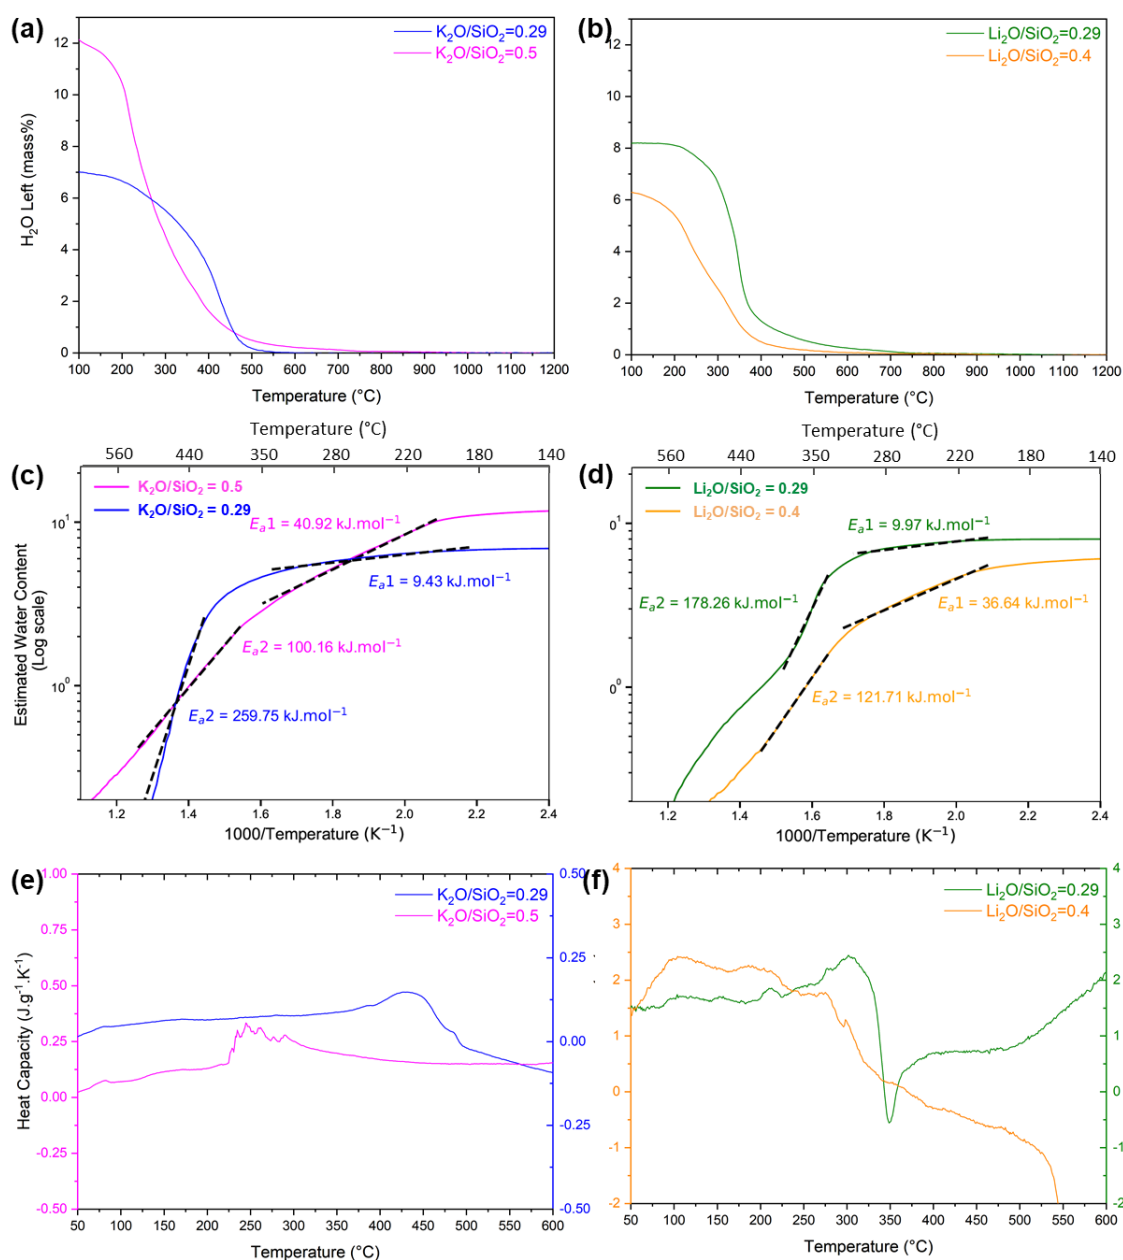 (a)
K₂O/SiO₂=0.29
K₂O/SiO₂=0.5
H₂O Left (mass%)
12
10
8
6
4
2
0
100 200 300 400 500 600 700 800 900 1000 1100 1200
Temperature (°C)
(b)
Li₂O/SiO₂=0.29
Li₂O/SiO₂=0.4
12
10
8
6
4
2
0
100 200 300 400 500 600 700 800 900 1000 1100 1200
Temperature (°C)
(c)
Temperature (°C)
560 440 350 280 220 180 140
K₂O/SiO₂ = 0.5
K₂O/SiO₂ = 0.29
Eₐ1 = 40.92 kJ.mol⁻¹
Eₐ1 = 9.43 kJ.mol⁻¹
Eₐ2 = 100.16 kJ.mol⁻¹
Eₐ2 = 259.75 kJ.mol⁻¹
Estimated Water Content
(Log scale)
10¹
10⁰
1.2 1.4 1.6 1.8 2.0 2.2 2.4
1000/Temperature (K⁻¹)
(d)
Temperature (°C)
560 440 350 280 220 180 140
Li₂O/SiO₂ = 0.29
Li₂O/SiO₂ = 0.4
Eₐ1 = 9.97 kJ.mol⁻¹
Eₐ2 = 178.26 kJ.mol⁻¹
Eₐ1 = 36.64 kJ.mol⁻¹
Eₐ2 = 121.71 kJ.mol⁻¹
10¹
10⁰
1.2 1.4 1.6 1.8 2.0 2.2 2.4
1000/Temperature (K⁻¹)
(e)
K₂O/SiO₂=0.29
K₂O/SiO₂=0.5
Heat Capacity (J.g⁻¹.K⁻¹)
1.00
0.75
0.50
0.25
0.00
-0.25
-0.50
0.50
0.25
0.00
-0.25
-0.50
50 100 150 200 250 300 350 400 450 500 550 600
Temperature (°C)
(f)
Li₂O/SiO₂=0.29
Li₂O/SiO₂=0.4
4
3
2
1
0
-1
-2
4
3
2
1
0
-1
-2
50 100 150 200 250 300 350 400 450 500 550 600
Temperature (°C)